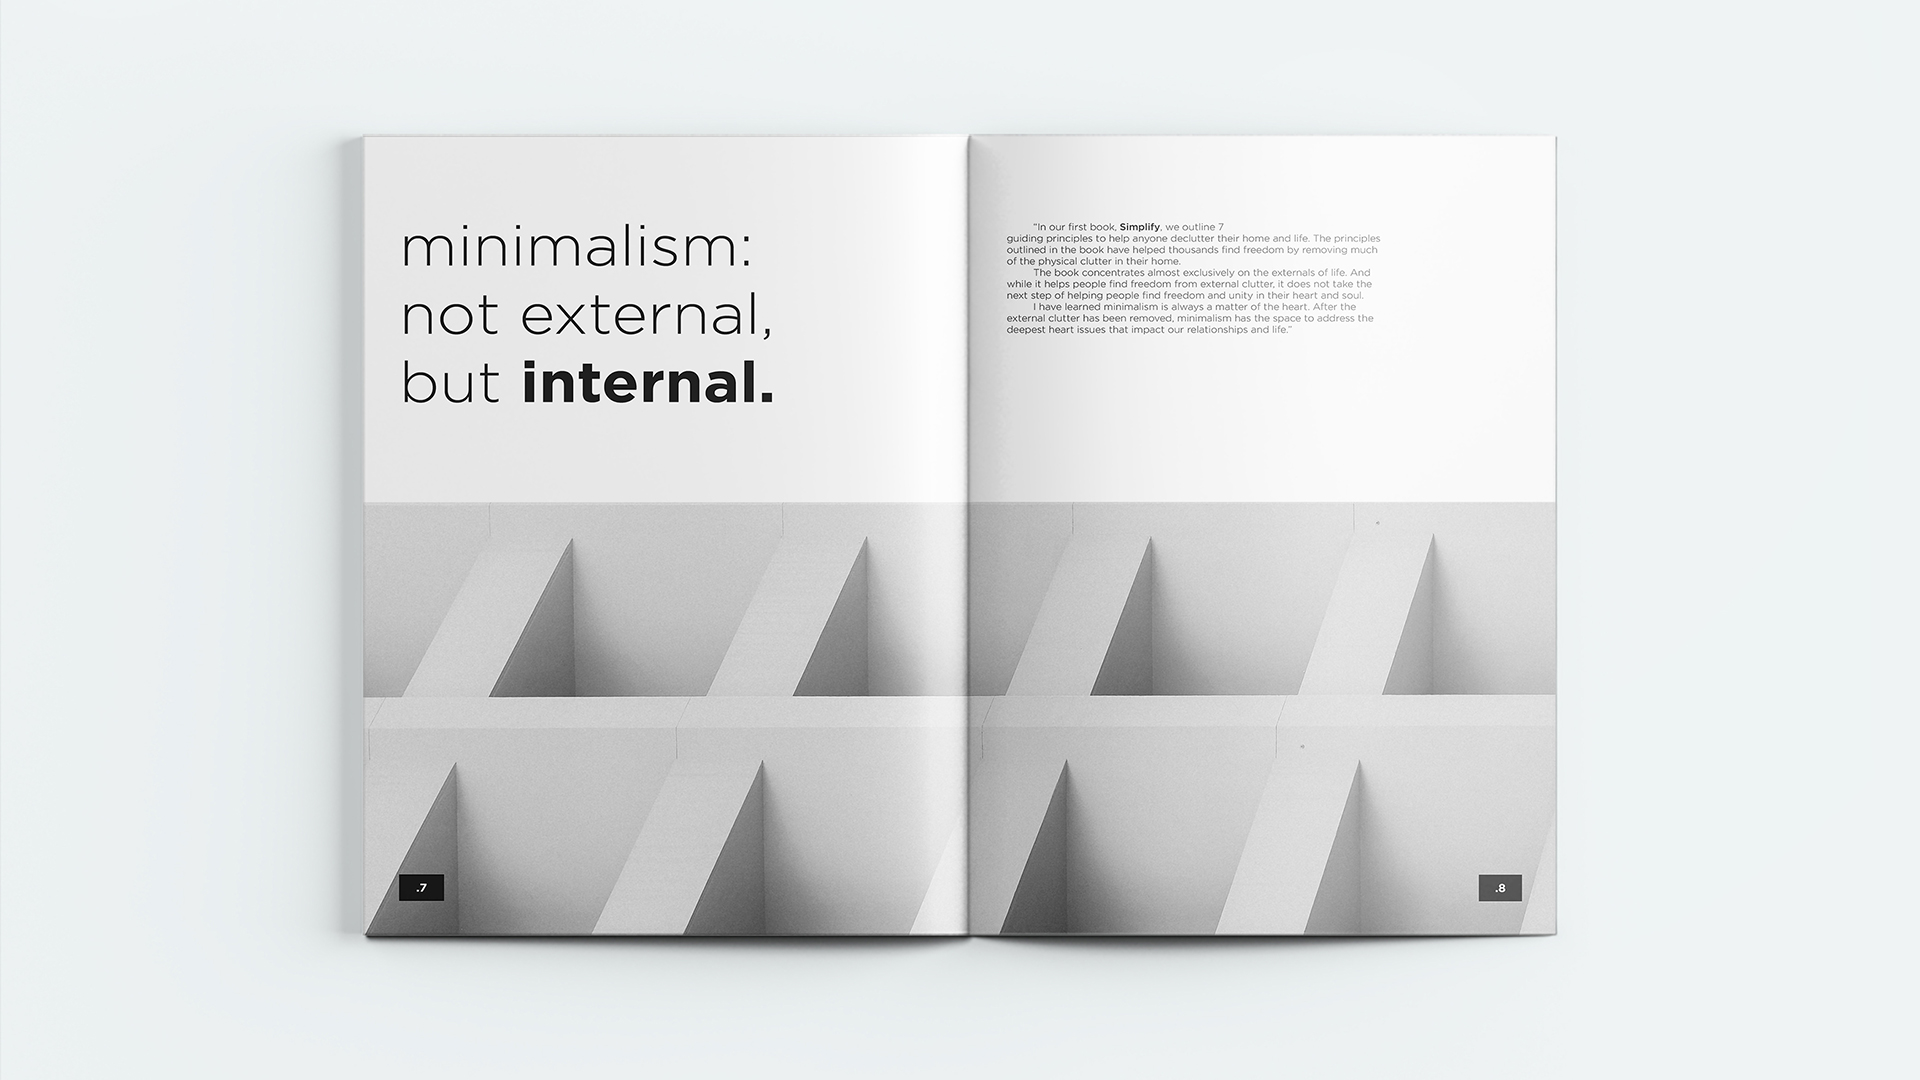 minimalism:
not external,
but internal.
“In our first book, Simplify, we outline 7
guiding principles to help anyone declutter their home and life. The principles
outlined in the book have helped thousands find freedom by removing much
of the physical clutter in their home.
The book concentrates almost exclusively on the externals of life. And
while it helps people find freedom from external clutter, it does not take the
next step of helping people find freedom and unity in their heart and soul.
I have learned minimalism is always a matter of the heart. After the
external clutter has been removed, minimalism has the space to address the
deepest heart issues that impact our relationships and life.”
.7
.8